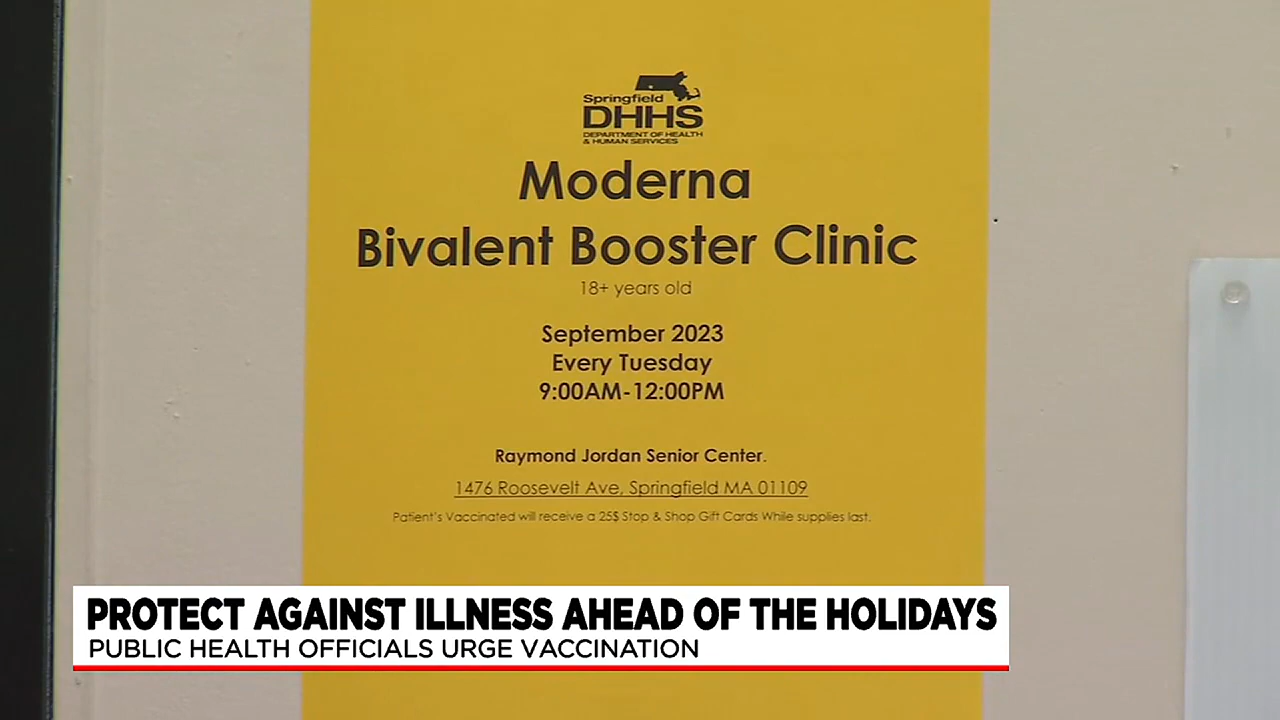 Springfield
DHHS
DEPARTMENT OF HEALTH
& HUMAN SERVICES
Moderna
Bivalent Booster Clinic
18+ years old
September 2023
Every Tuesday
9:00AM-12:00PM
Raymond Jordan Senior Center.
1476 Roosevelt Ave, Springfield MA 01109
Patient's Vaccinated will receive a 25$ Stop & Shop Gift Cards While supplies last.
PROTECT AGAINST ILLNESS AHEAD OF THE HOLIDAYS
PUBLIC HEALTH OFFICIALS URGE VACCINATION